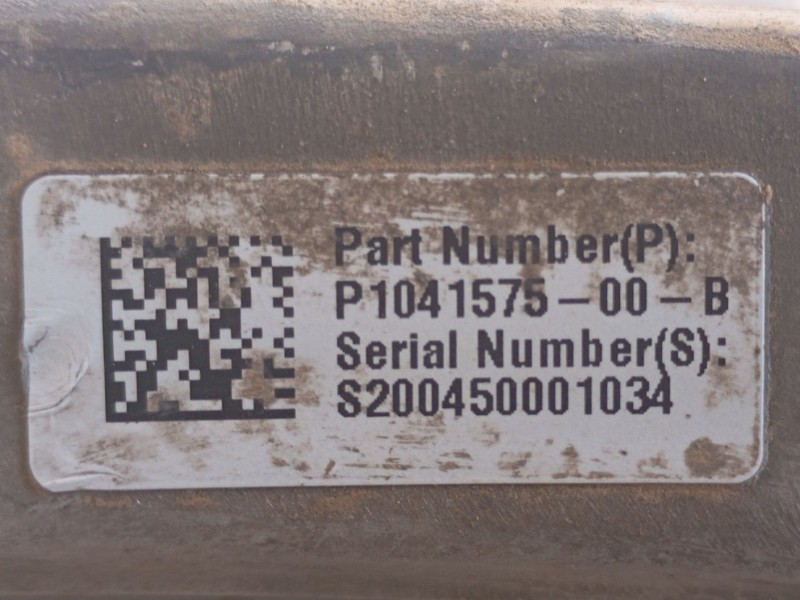 Part Number(P):
P1041575-00-B
Serial Number(S):
S200450001034